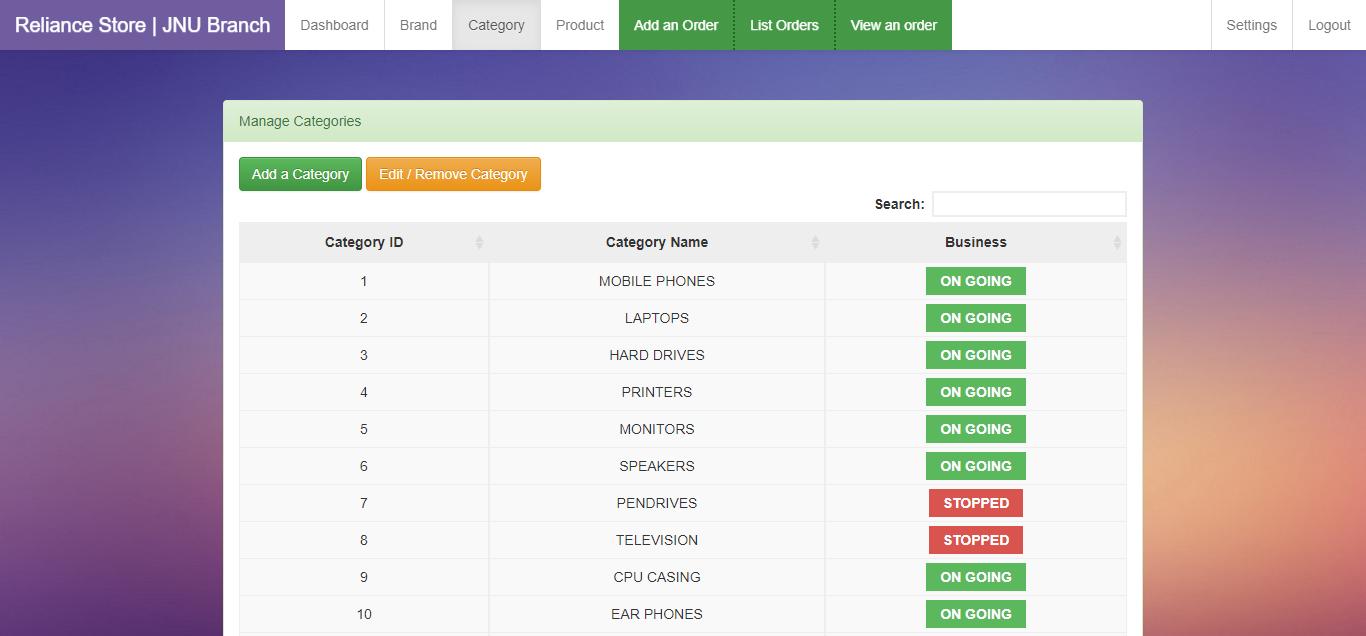 Reliance Store | JNU Branch Dashboard Brand Category Product Add an Order List Orders View an order Settings Logout
Manage Categories
Add a Category Edit / Remove Category
Search:
Category ID Category Name Business
1 MOBILE PHONES ON GOING
2 LAPTOPS ON GOING
3 HARD DRIVES ON GOING
4 PRINTERS ON GOING
5 MONITORS ON GOING
6 SPEAKERS ON GOING
7 PENDRIVES STOPPED
8 TELEVISION STOPPED
9 CPU CASING ON GOING
10 EAR PHONES ON GOING